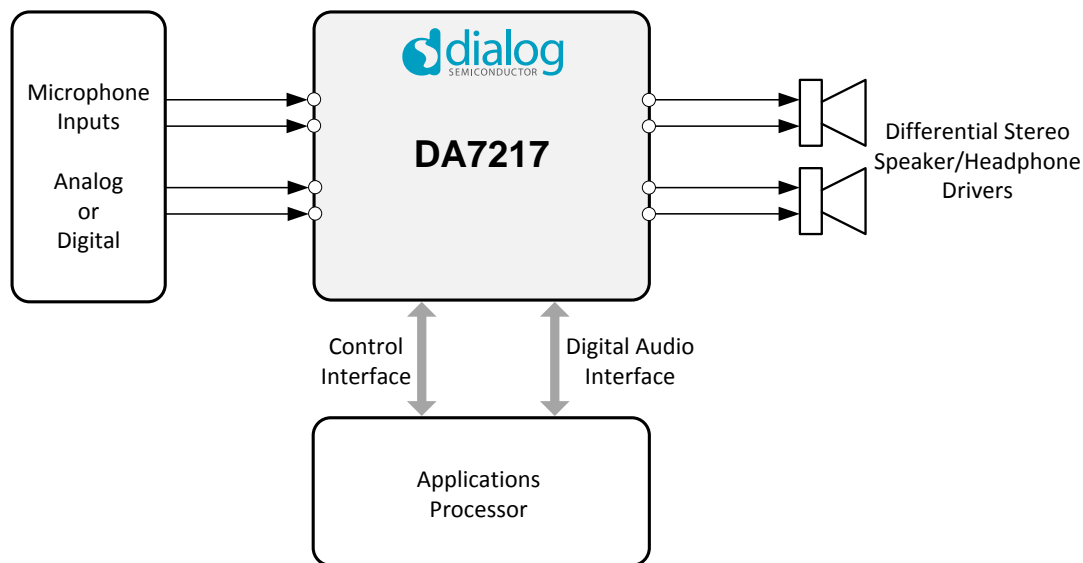 Microphone
Inputs
Analog
or
Digital
dialog
SEMICONDUCTOR
DA7217
Differential Stereo
Speaker/Headphone
Drivers
Control
Interface
Digital Audio
Interface
Applications
Processor